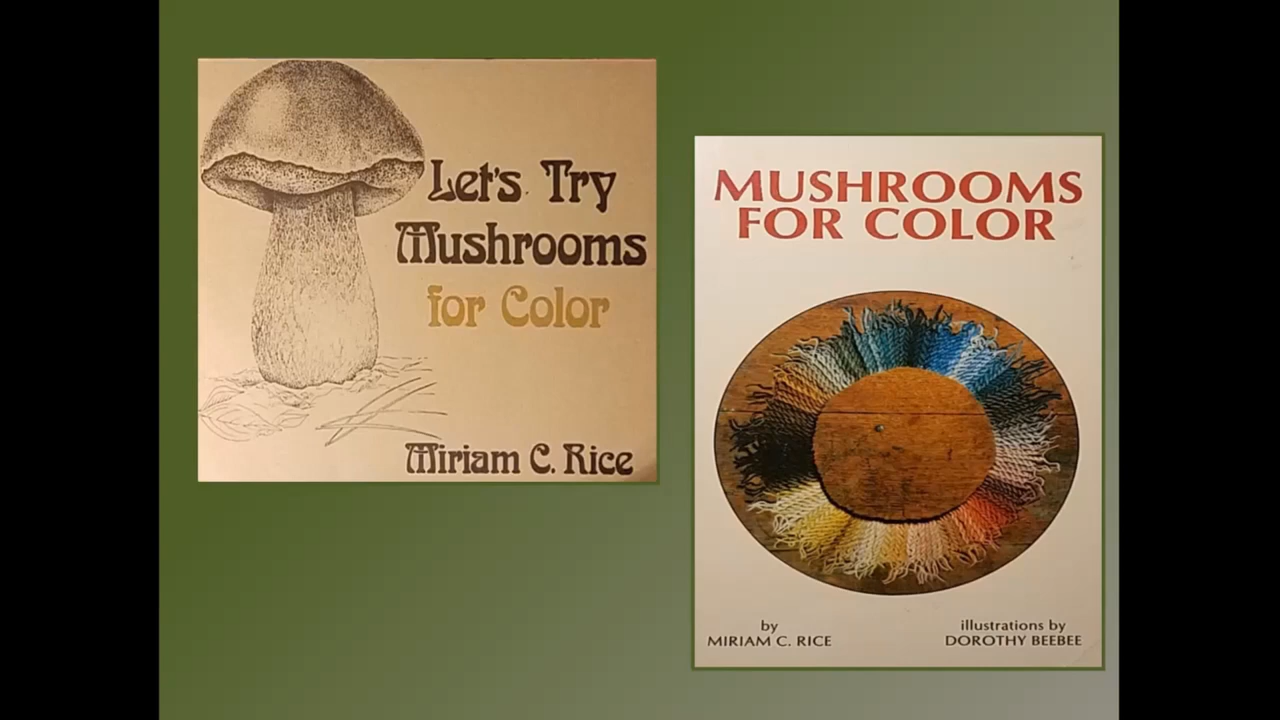 Let's Try
Mushrooms
for Color
Miriam C. Rice
MUSHROOMS
FOR COLOR
by
MIRIAM C. RICE
illustrations by
DOROTHY BEEBEE